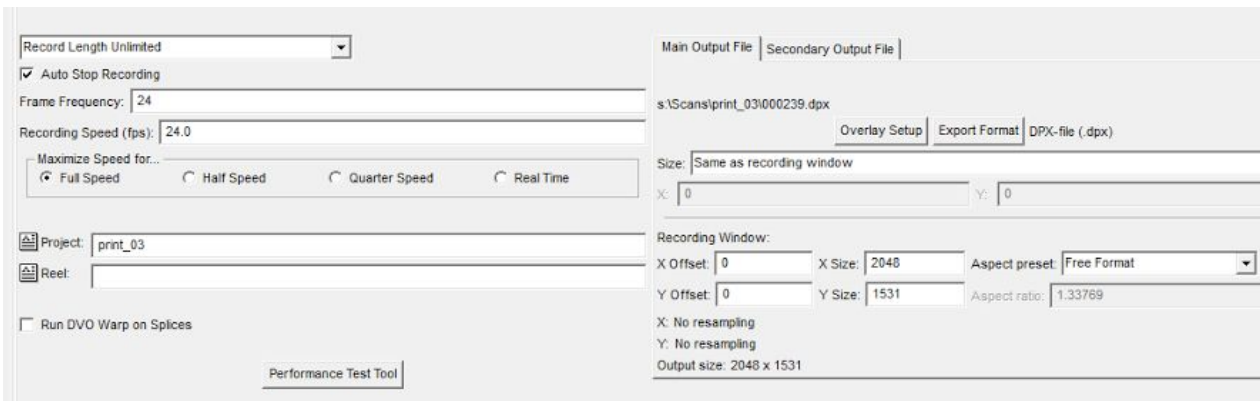 Record Length Unlimited
Auto Stop Recording
Frame Frequency: 24
Recording Speed (fps): 24.0
Maximize Speed for...
Full Speed Half Speed Quarter Speed Real Time
Project: print_03
Reel:
Run DVO Warp on Splices
Performance Test Tool
Main Output File Secondary Output File
s:\Scans\print_03\000239.dpx
Overlay Setup Export Format DPX-file (.dpx)
Size: Same as recording window
X: 0 Y: 0
Recording Window:
X Offset: 0 X Size: 2048 Aspect preset: Free Format
Y Offset: 0 Y Size: 1531 Aspect ratio: 1.33769
X: No resampling
Y: No resampling
Output size: 2048 x 1531